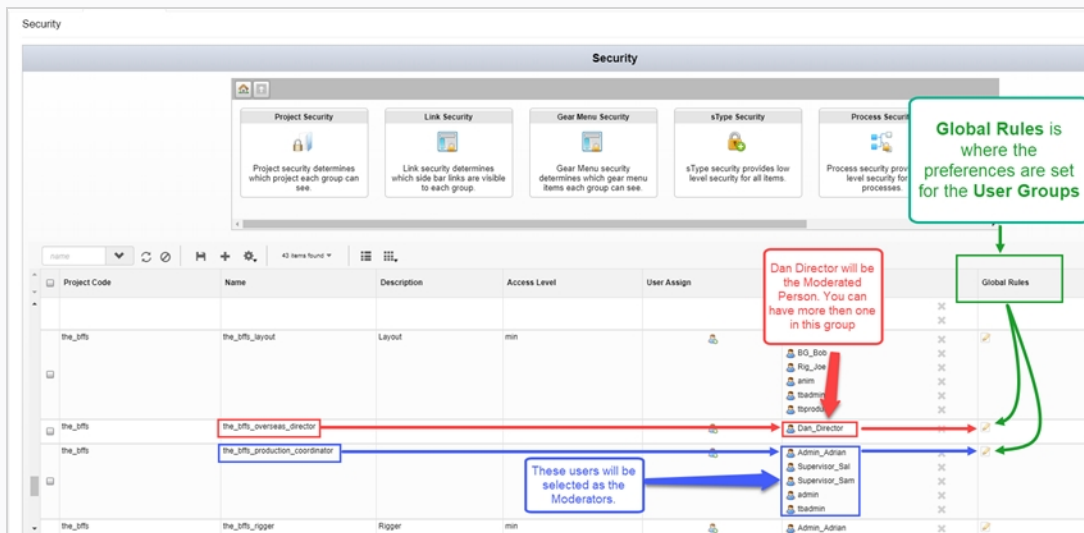 Security
Security
Project Security
Link Security
Gear Menu Security
sType Security
Process Securit
Project security determines
which project each group can
see.
Link security determines
which side bar links are visible
to each group.
Gear Menu security
determines which gear menu
items each group can see.
sType security provides low
level security for all items.
Process security prov
level security for
processes.
Global Rules is
where the
preferences are set
for the User Groups
name
43 items found
Dan Director will be
the Moderated
Person. You can
have more then one
in this group
Project Code
Name
Description
Access Level
User Assign
Global Rules
the_bffs
the_bffs_layout
Layout
min
BG_Bob
Rig_Joe
anim
tbadmin
tbprodu
the_bffs
the_bffs_overseas_director
Dan_Director
the_bffs
the_bffs_production_coordinator
Admin_Adrian
Supervisor_Sal
Supervisor_Sam
admin
tbadmin
These users will be
selected as the
Moderators.
the_bffs
the_bffs_rigger
Rigger
min
Admin_Adrian